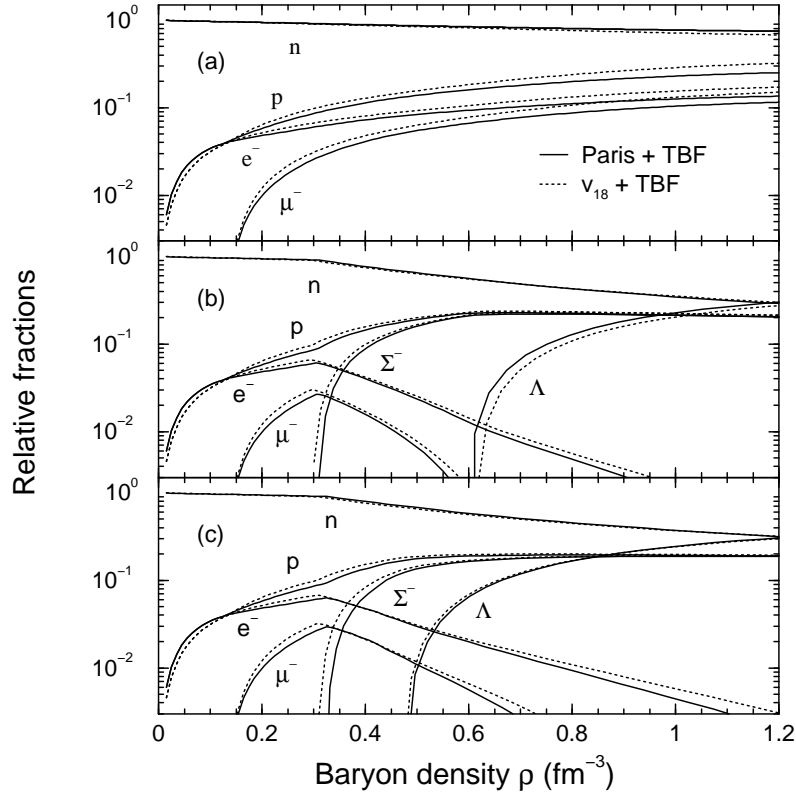 Relative fractions
10⁰
10⁻¹
10⁻²
(a)
n
p
e⁻
μ⁻
Paris + TBF
v₁₈ + TBF
10⁰
10⁻¹
10⁻²
(b)
n
p
e⁻
μ⁻
Σ⁻
Λ
10⁰
10⁻¹
10⁻²
(c)
n
p
e⁻
μ⁻
Σ⁻
Λ
0 0.2 0.4 0.6 0.8 1 1.2
Baryon density ρ (fm⁻³)